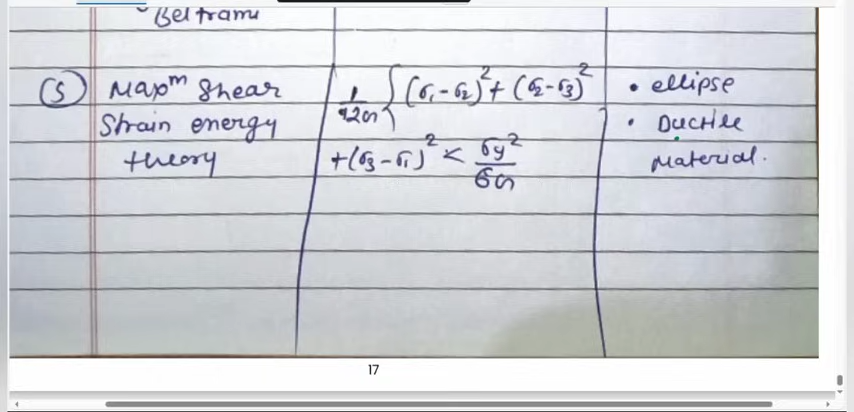 Beltrami
(5) Maxᵐ Shear
Strain energy
theory
1/12G {(σ₁-σ₂)² + (σ₂-σ₃)²
+(σ₃-σ₁)² < σy²/6G
• ellipse
• Ductile
Material.
17